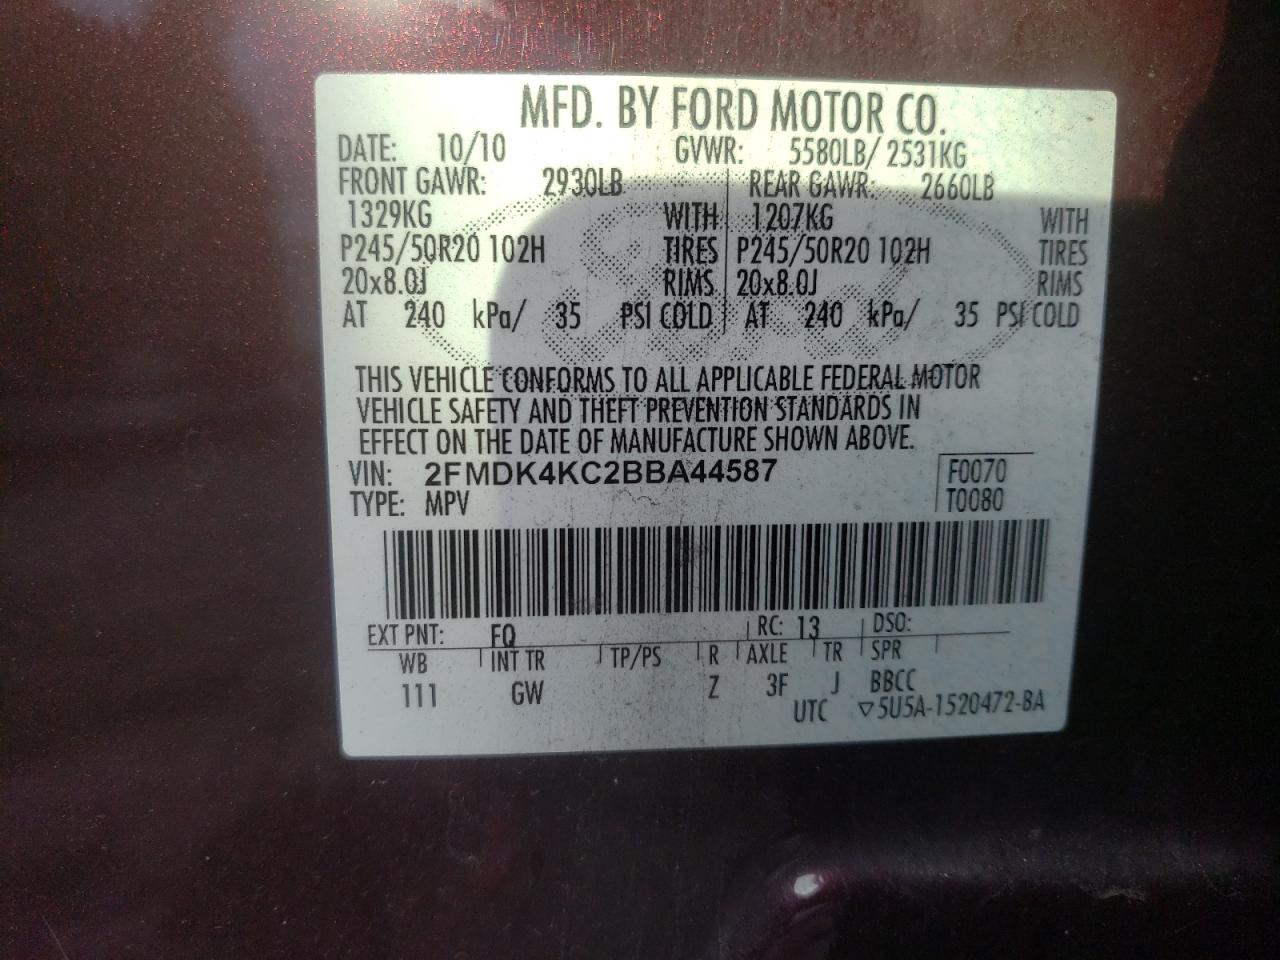 MFD. BY FORD MOTOR CO.
DATE: 10/10 GVWR: 5580LB/ 2531KG
FRONT GAWR: 2930LB REAR GAWR: 2660LB
1329KG WITH 1207KG WITH
P245/50R20 102H TIRES P245/50R20 102H TIRES
20x8.0J RIMS 20x8.0J RIMS
AT 240 kPa/ 35 PSI COLD AT 240 kPa/ 35 PSI COLD
THIS VEHICLE CONFORMS TO ALL APPLICABLE FEDERAL MOTOR
VEHICLE SAFETY AND THEFT PREVENTION STANDARDS IN
EFFECT ON THE DATE OF MANUFACTURE SHOWN ABOVE.
VIN: 2FMDK4KC2BBA44587 F0070
TYPE: MPV T0080
EXT PNT: FQ RC: 13 DSO:
WB INT TR TP/PS R AXLE TR SPR
111 GW Z 3F J BBCC
UTC ▽5U5A-1520472-BA